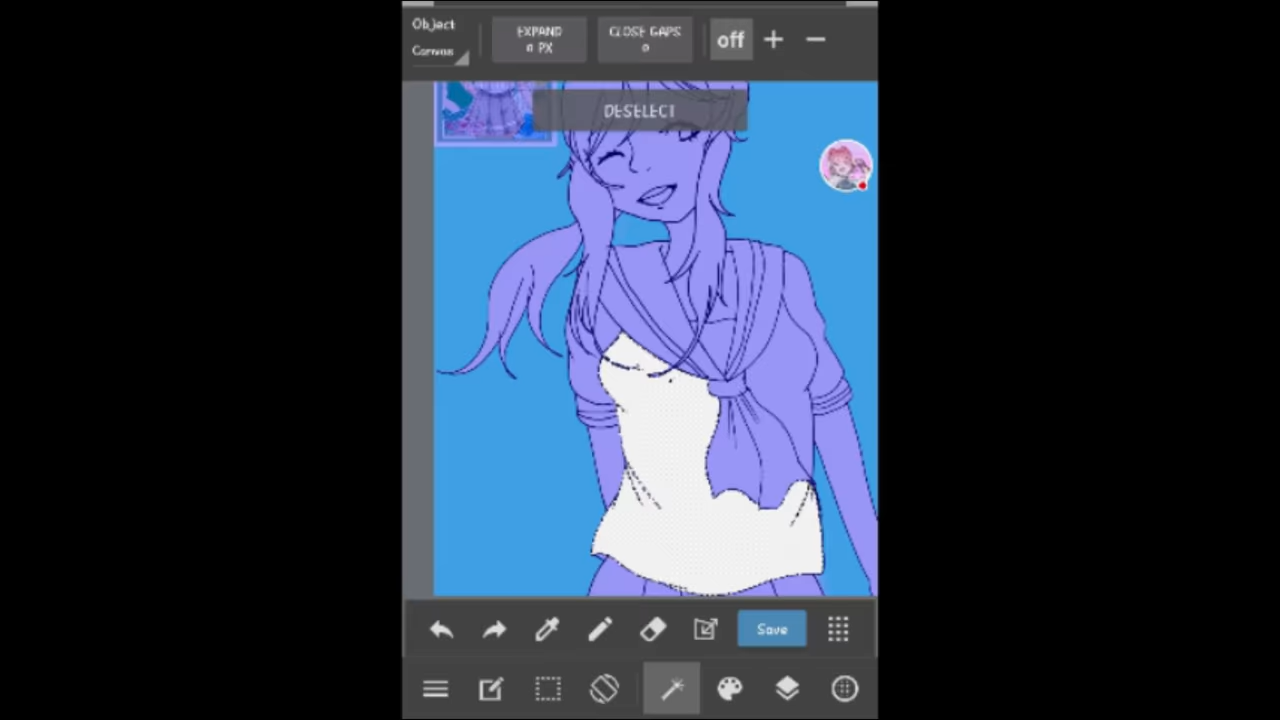 Object
Canvas
EXPAND
0 PX
CLOSE GAPS
0
off
DESELECT
Save